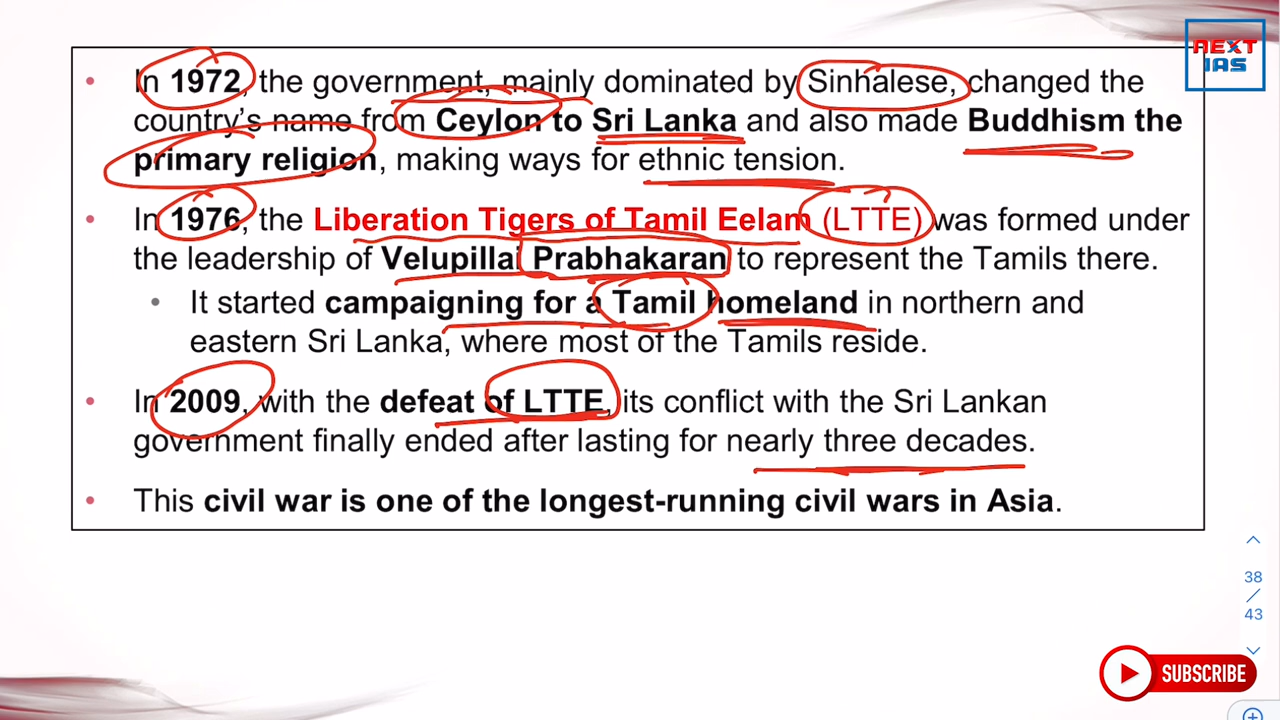 NEXT
IAS
• In 1972, the government, mainly dominated by Sinhalese, changed the
country's name from Ceylon to Sri Lanka and also made Buddhism the
primary religion, making ways for ethnic tension.
• In 1976, the Liberation Tigers of Tamil Eelam (LTTE) was formed under
the leadership of Velupillai Prabhakaran to represent the Tamils there.
• It started campaigning for a Tamil homeland in northern and
eastern Sri Lanka, where most of the Tamils reside.
• In 2009, with the defeat of LTTE, its conflict with the Sri Lankan
government finally ended after lasting for nearly three decades.
• This civil war is one of the longest-running civil wars in Asia.
38
/
43
SUBSCRIBE